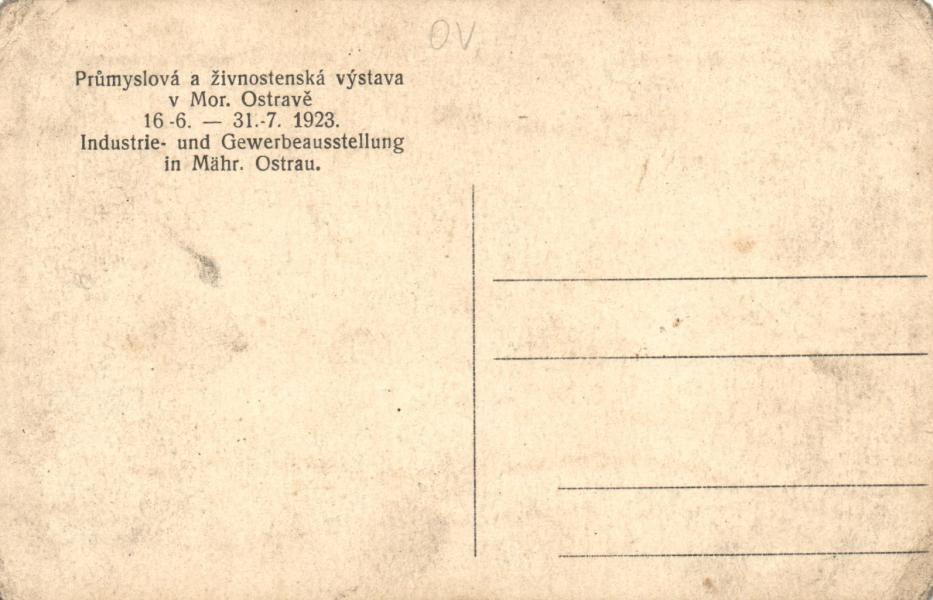 OV.
Průmyslová a živnostenská výstava
v Mor. Ostravě
16 -6. — 31.-7. 1923.
Industrie- und Gewerbeausstellung
in Mähr. Ostrau.